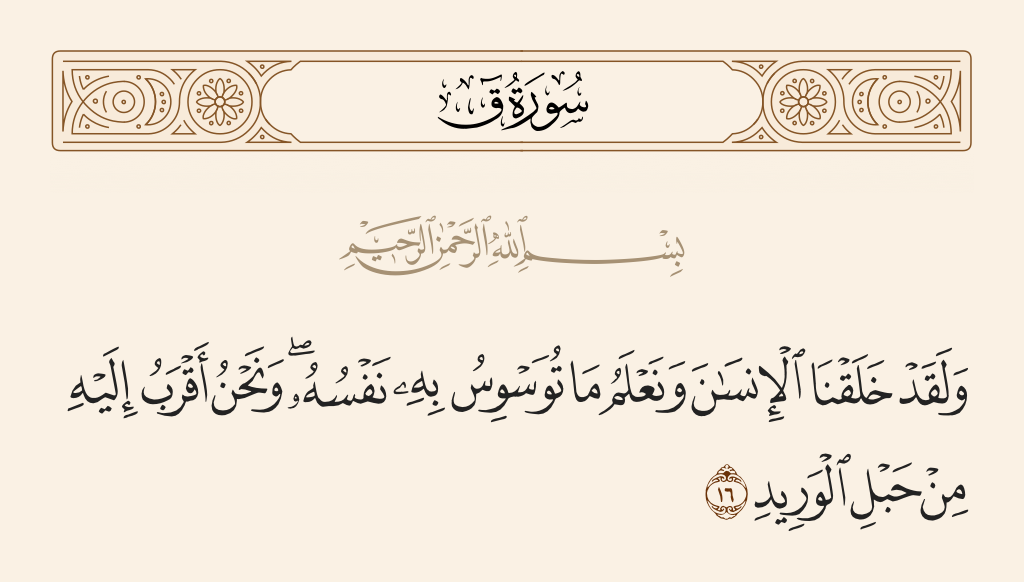 سُورَةُ قٓ
بِسْمِ ٱللَّهِ ٱلرَّحْمَٰنِ ٱلرَّحِيمِ
وَلَقَدْ خَلَقْنَا ٱلْإِنسَٰنَ وَنَعْلَمُ مَا تُوَسْوِسُ بِهِۦ نَفْسُهُۥ ۖ وَنَحْنُ أَقْرَبُ إِلَيْهِ
مِنْ حَبْلِ ٱلْوَرِيدِ ١٦